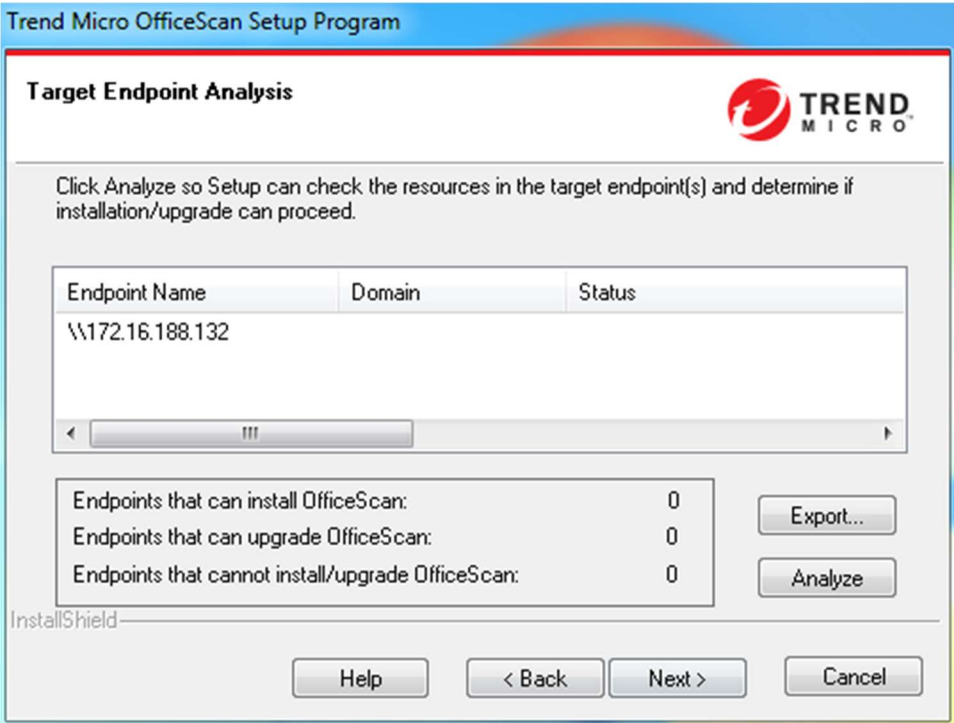 Trend Micro OfficeScan Setup Program
Target Endpoint Analysis
TREND
MICRO
Click Analyze so Setup can check the resources in the target endpoint(s) and determine if
installation/upgrade can proceed.
Endpoint Name Domain Status
\\172.16.188.132
Endpoints that can install OfficeScan: 0
Endpoints that can upgrade OfficeScan: 0
Endpoints that cannot install/upgrade OfficeScan: 0
Export...
Analyze
InstallShield
Help < Back Next > Cancel